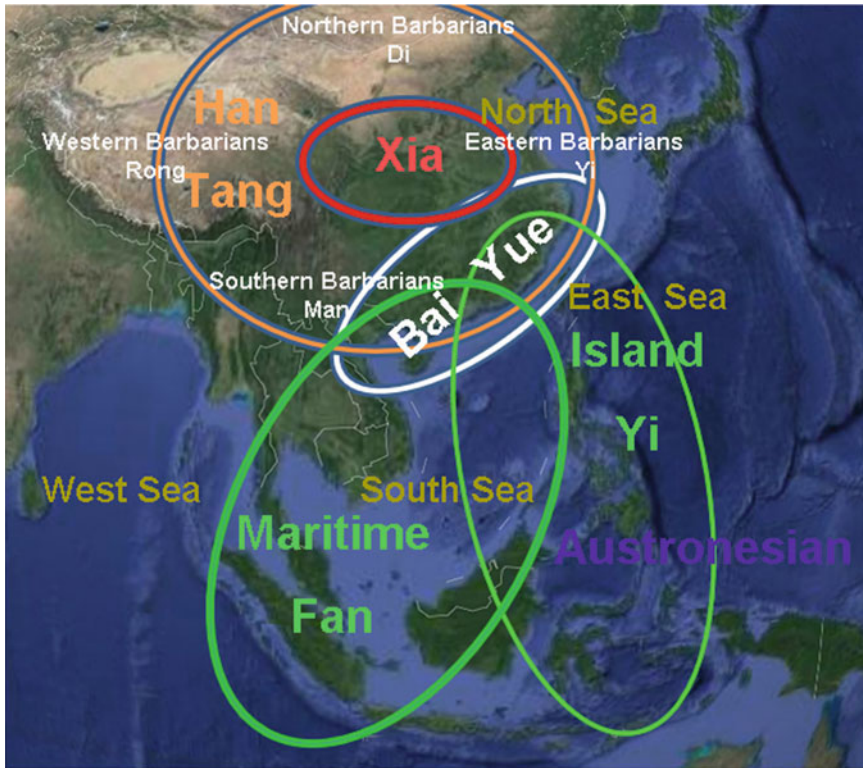 Northern Barbarians
Di
Han
North Sea
Western Barbarians
Rong
Xia
Eastern Barbarians
Yi
Tang
Bai Yue
Southern Barbarians
Man
East Sea
Island
Yi
West Sea
South Sea
Maritime
Fan
Austronesian